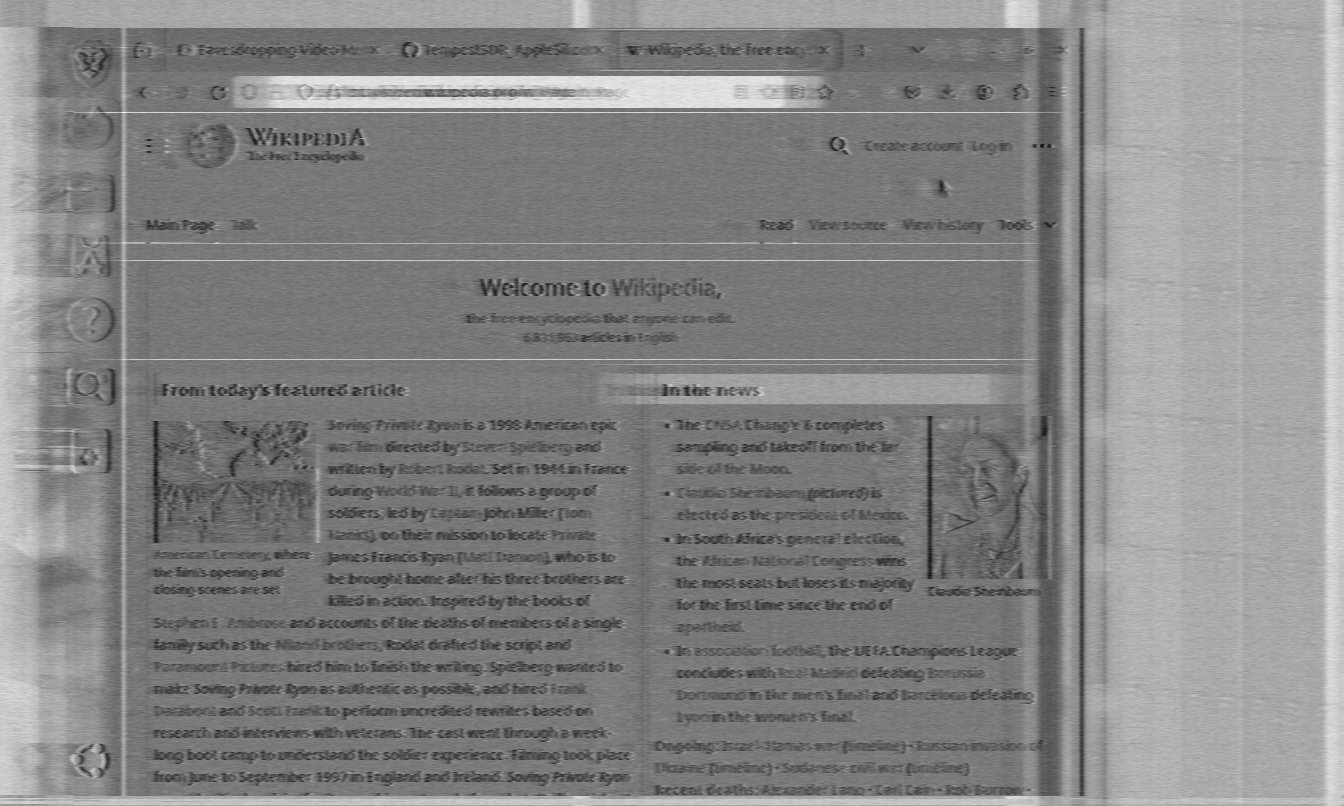 Eavesdropping Video M
TempestSDR_AppleSilicon
Wikipedia, the free ency
WIKIPEDIA
The Free Encyclopedia
Create account Log in
Main Page Talk
Read View source View history Tools
Welcome to Wikipedia,
the free encyclopedia that anyone can edit.
articles in English
From today's featured article
Saving Private Ryan is a 1998 American epic
war film directed by Steven Spielberg and
written by Robert Rodat. Set in 1944 in France
during World War II, it follows a group of
soldiers, led by Captain John Miller (Tom
Hanks), on their mission to locate Private
James Francis Ryan (Matt Damon), who is to
be brought home after his three brothers are
killed in action. Inspired by the books of
American Cemetery, where
the film's opening and
closing scenes are set
Stephen E. Ambrose and accounts of the deaths of members of a single
family such as the Niland brothers, Rodat drafted the script and
Paramount Pictures hired him to finish the writing. Spielberg wanted to
make Saving Private Ryan as authentic as possible, and hired Frank
Darabont and Scott Frank to perform uncredited rewrites based on
research and interviews with veterans. The cast went through a week-
long boot camp to understand the soldier experience. Filming took place
from June to September 1997 in England and Ireland. Saving Private Ryan
In the news
• The CNSA Chang'e 6 completes
sampling and takeoff from the far
side of the Moon.
• Claudia Sheinbaum (pictured) is
elected as the president of Mexico.
• In South Africa's general election,
the African National Congress wins
the most seats but loses its majority
for the first time since the end of
apartheid.
Claudia Sheinbaum
• In association football, the UEFA Champions League
concludes with Real Madrid defeating Borussia
Dortmund in the men's final and Barcelona defeating
Lyon in the women's final.
Ongoing: Israel–Hamas war (timeline) • Russian invasion of
Ukraine (timeline) • Sudanese civil war (timeline)
Recent deaths: Alexander Lang • Carl Cain • Rob Burrow •